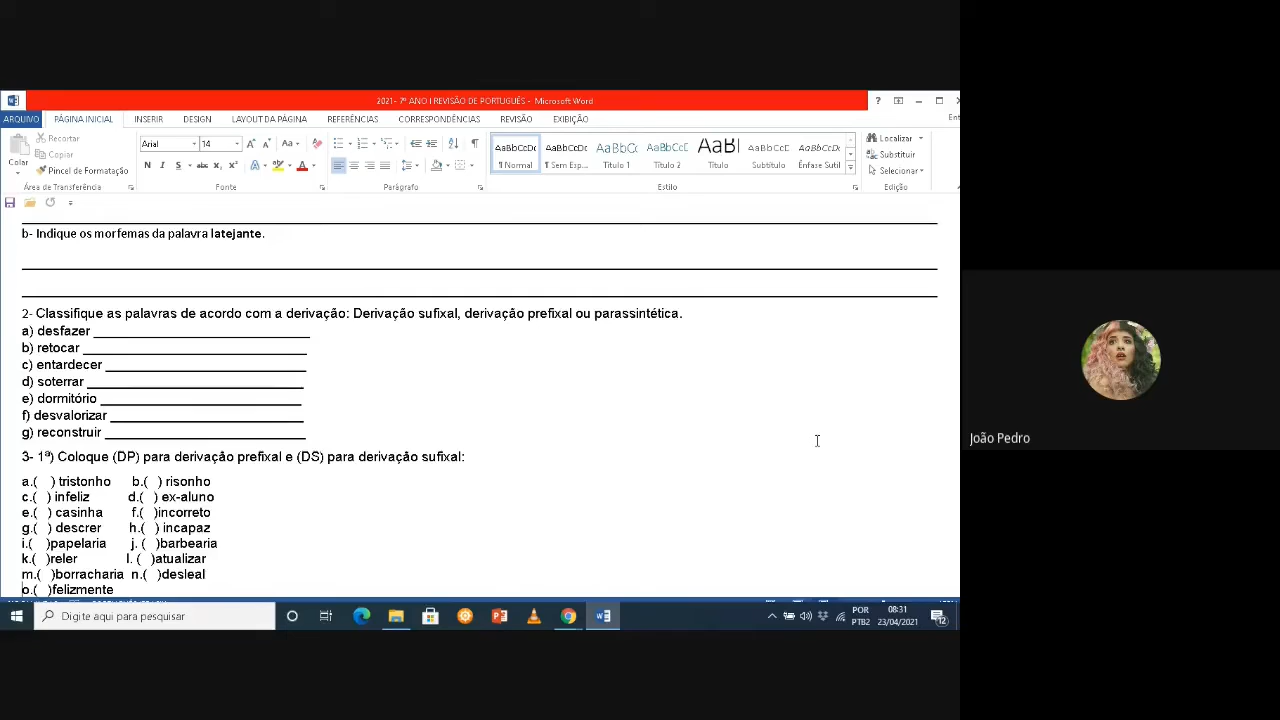 2021- 7º ANO I REVISÃO DE PORTUGUÊS - Microsoft Word
ARQUIVO PÁGINA INICIAL INSERIR DESIGN LAYOUT DA PÁGINA REFERÊNCIAS CORRESPONDÊNCIAS REVISÃO EXIBIÇÃO
Colar
Recortar
Copiar
Pincel de Formatação
Área de Transferência
Arial 14
Fonte
Parágrafo
AaBbCcDc AaBbCcDc AaBbC AaBbCcE AaBl AaBbCcD AaBbCcDc
¶ Normal ¶ Sem Esp... Título 1 Título 2 Título Subtítulo Ênfase Sutil
Estilo
Localizar
Substituir
Selecionar
Edição
b- Indique os morfemas da palavra latejante.
2- Classifique as palavras de acordo com a derivação: Derivação sufixal, derivação prefixal ou parassintética.
a) desfazer
b) retocar
c) entardecer
d) soterrar
e) dormitório
f) desvalorizar
g) reconstruir
3- 1ª) Coloque (DP) para derivação prefixal e (DS) para derivação sufixal:
a.( ) tristonho b.( ) risonho
c.( ) infeliz d.( ) ex-aluno
e.( ) casinha f.( )incorreto
g.( ) descrer h.( ) incapaz
i.( )papelaria j. ( )barbearia
k.( )reler l. ( )atualizar
m.( )borracharia n.( )desleal
o.( )felizmente
João Pedro
Digite aqui para pesquisar
POR
PTB2
08:31
23/04/2021
12